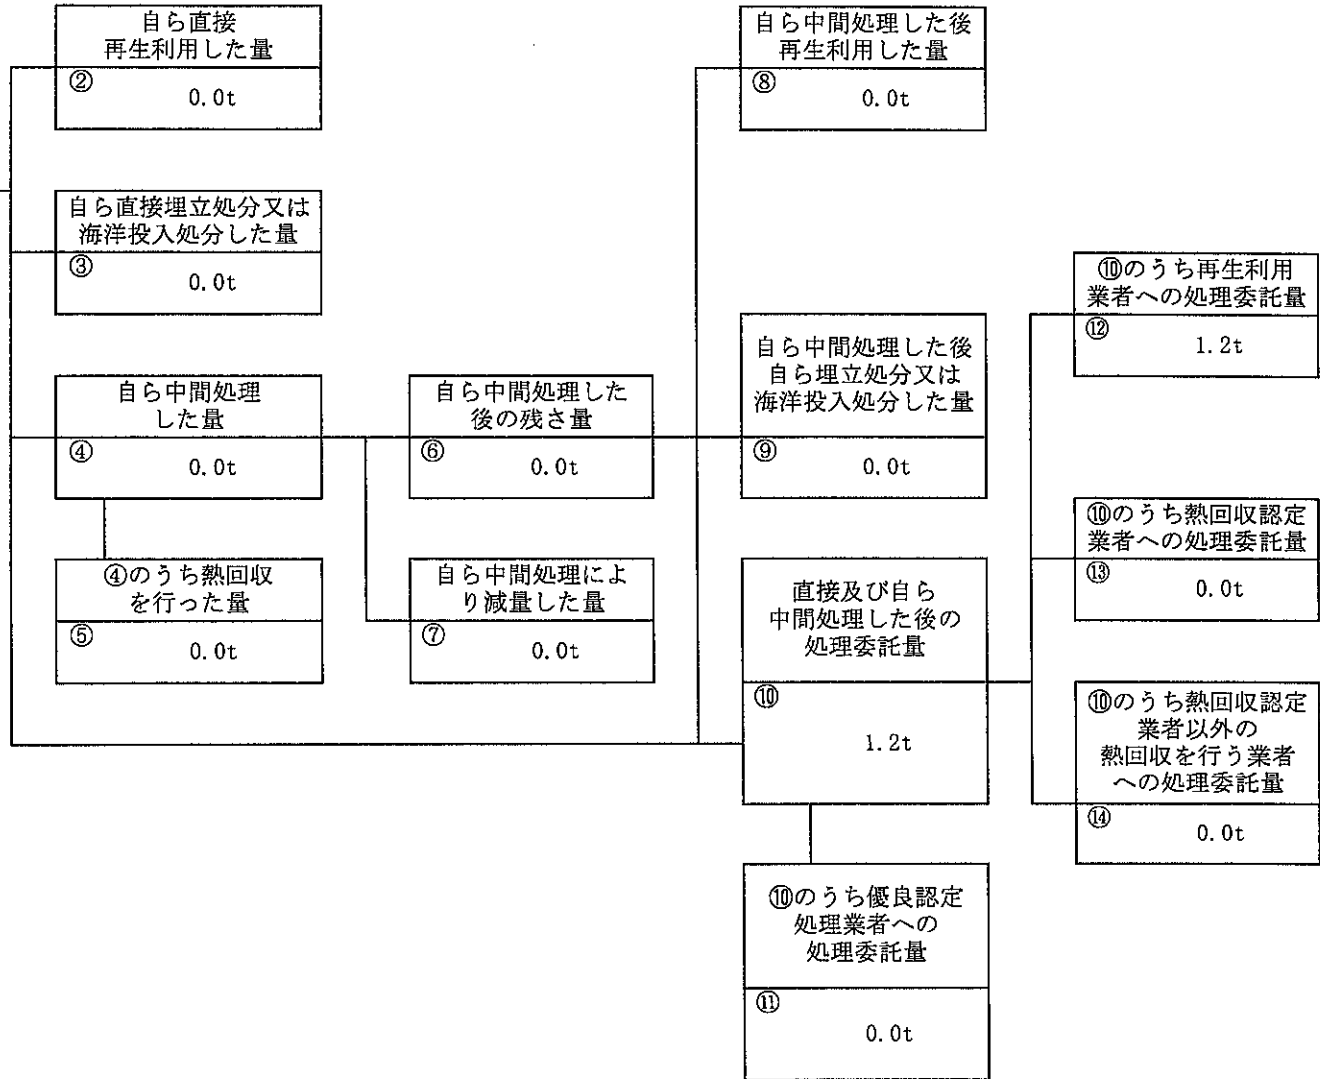 自ら直接
再生利用した量
②
0.0t
自ら直接埋立処分又は
海洋投入処分した量
③
0.0t
自ら中間処理
した量
④
0.0t
④のうち熱回収
を行った量
⑤
0.0t
自ら中間処理した
後の残さ量
⑥
0.0t
自ら中間処理によ
り減量した量
⑦
0.0t
自ら中間処理した後
再生利用した量
⑧
0.0t
自ら中間処理した後
自ら埋立処分又は
海洋投入処分した量
⑨
0.0t
直接及び自ら
中間処理した後の
処理委託量
⑩
1.2t
⑩のうち優良認定
処理業者への
処理委託量
⑪
0.0t
⑩のうち再生利用
業者への処理委託量
⑫
1.2t
⑩のうち熱回収認定
業者への処理委託量
⑬
0.0t
⑩のうち熱回収認定
業者以外の
熱回収を行う業者
への処理委託量
⑭
0.0t